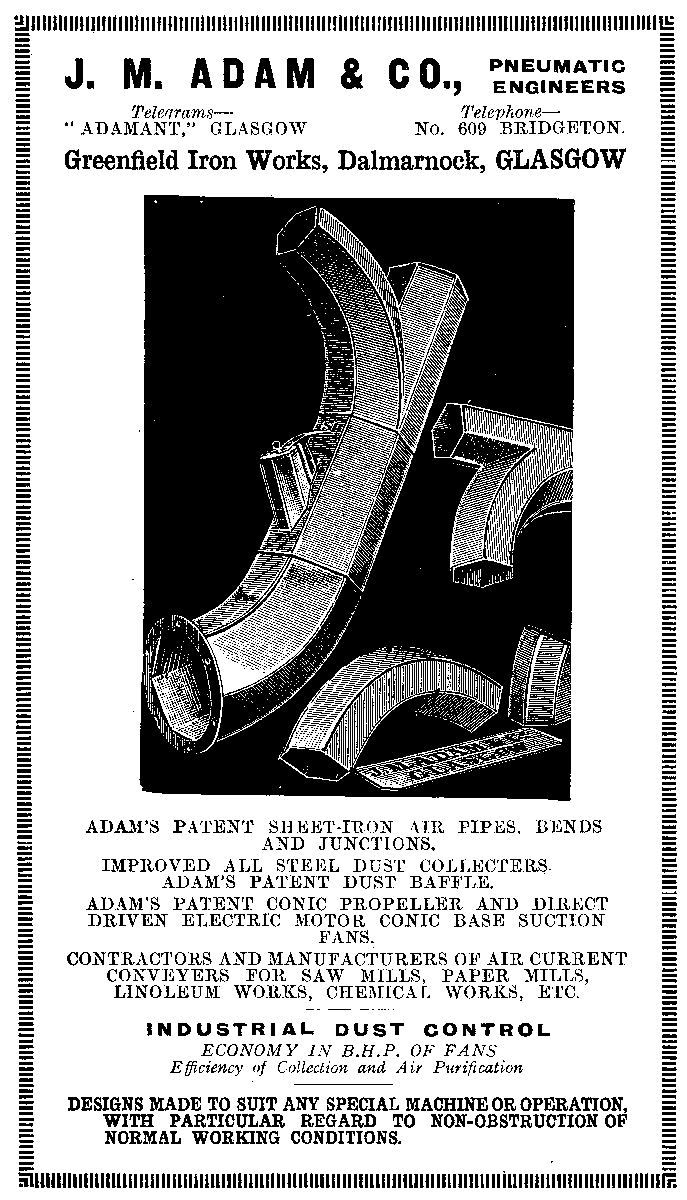 J. M. ADAM & CO.,
PNEUMATIC
ENGINEERS
Telegrams—
"ADAMANT," GLASGOW
Telephone—
No. 609 BRIDGETON.
Greenfield Iron Works, Dalmarnock, GLASGOW
J.M. ADAM & CO
GLASGOW
ADAM'S PATENT SHEET-IRON AIR PIPES, BENDS
AND JUNCTIONS.
IMPROVED ALL STEEL DUST COLLECTERS.
ADAM'S PATENT DUST BAFFLE.
ADAM'S PATENT CONIC PROPELLER AND DIRECT
DRIVEN ELECTRIC MOTOR CONIC BASE SUCTION
FANS.
CONTRACTORS AND MANUFACTURERS OF AIR CURRENT
CONVEYERS FOR SAW MILLS, PAPER MILLS,
LINOLEUM WORKS, CHEMICAL WORKS, ETC.
INDUSTRIAL DUST CONTROL
ECONOMY IN B.H.P. OF FANS
Efficiency of Collection and Air Purification
DESIGNS MADE TO SUIT ANY SPECIAL MACHINE OR OPERATION,
WITH PARTICULAR REGARD TO NON-OBSTRUCTION OF
NORMAL WORKING CONDITIONS.